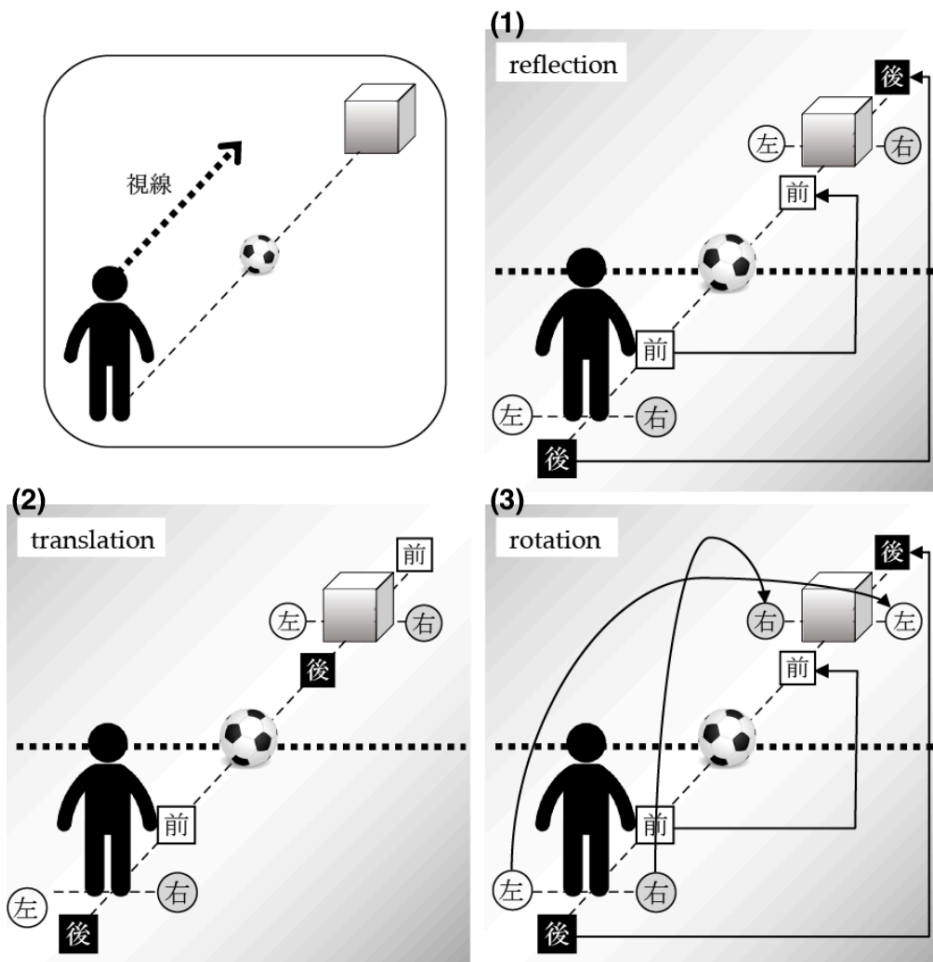 視線
(1)
reflection
後
左
右
前
前
左
右
後
(2)
translation
前
左
右
後
前
左
右
後
(3)
rotation
後
右
左
前
前
左
右
後